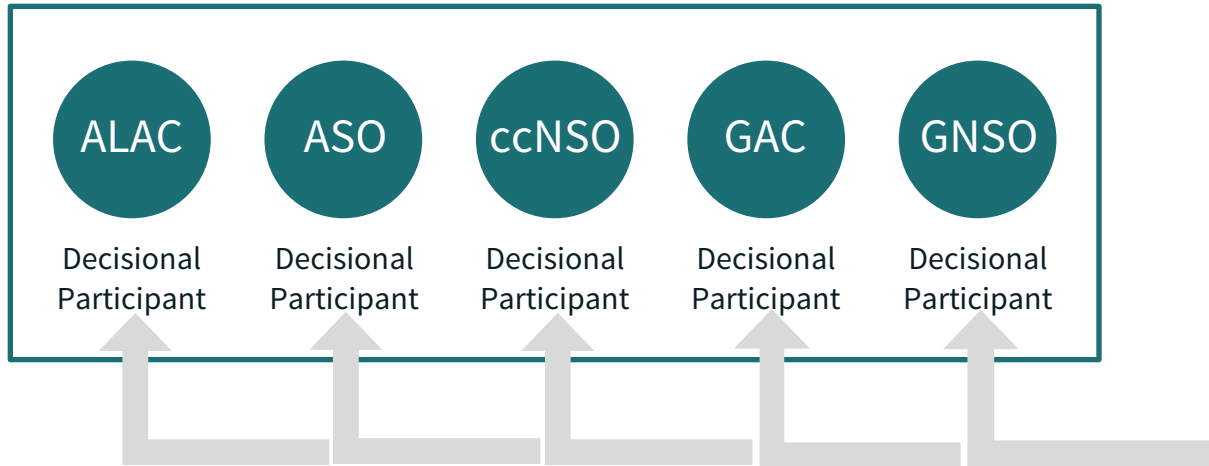 ALAC
ASO
ccNSO
GAC
GNSO
Decisional
Participant
Decisional
Participant
Decisional
Participant
Decisional
Participant
Decisional
Participant